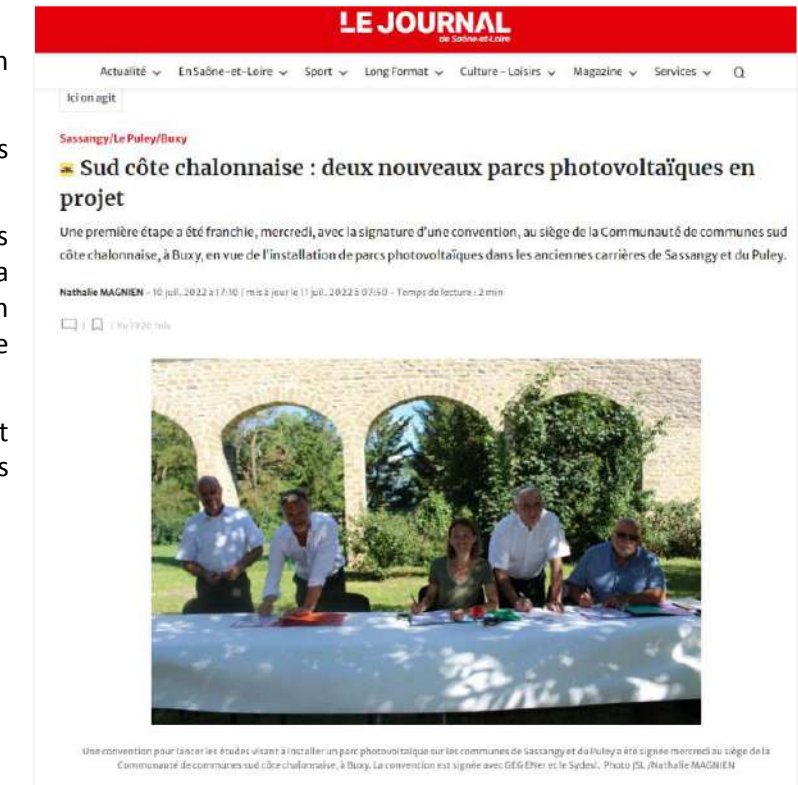 n
s
s
a
n
e
t
s
LE JOURNAL
de Saône-et-Loire
Actualité En Saône-et-Loire Sport Long Format Culture - Loisirs Magazine Services
Ici on agit
Sassangy/Le Puley/Buxy
Sud côte chalonnaise : deux nouveaux parcs photovoltaïques en
projet
Une première étape a été franchie, mercredi, avec la signature d'une convention, au siège de la Communauté de communes sud
côte chalonnaise, à Buxy, en vue de l'installation de parcs photovoltaïques dans les anciennes carrières de Sassangy et du Puley.
Nathalie MAGNIEN - 10 juil. 2022 à 17:10 | mis à jour le 11 juil. 2022 à 07:50 - Temps de lecture : 2 min
| | Vu 1920 fois
Une convention pour lancer les études visant à installer un parc photovoltaïque sur les communes de Sassangy et du Puley a été signée mercredi au siège de la
Communauté de communes sud côte chalonnaise, à Buxy. La convention est signée avec GEG ENer et le Sydesl. Photo JSL /Nathalie MAGNIEN